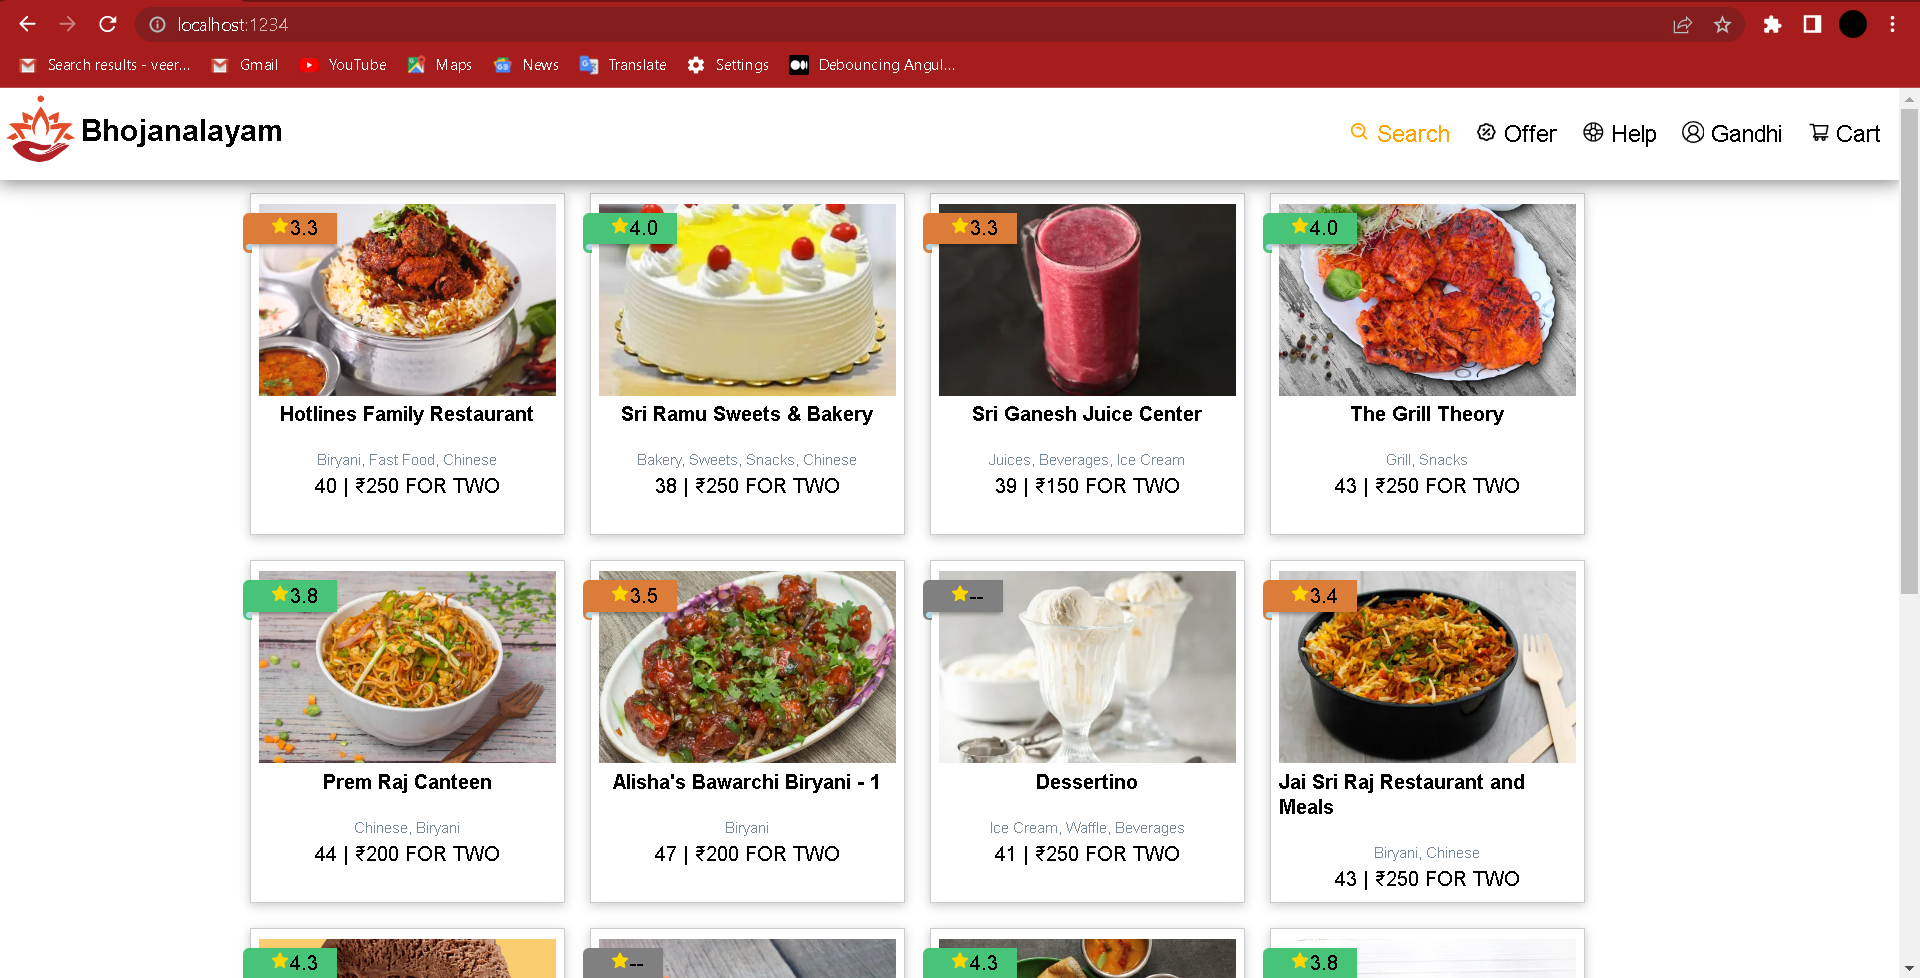 localhost:1234
Search results - veer... Gmail YouTube Maps News Translate Settings Debouncing Angul...
Bhojanalayam Search Offer Help Gandhi Cart
3.3 4.0 3.3 4.0
Hotlines Family Restaurant Sri Ramu Sweets & Bakery Sri Ganesh Juice Center The Grill Theory
Biryani, Fast Food, Chinese Bakery, Sweets, Snacks, Chinese Juices, Beverages, Ice Cream Grill, Snacks
40 | ₹250 FOR TWO 38 | ₹250 FOR TWO 39 | ₹150 FOR TWO 43 | ₹250 FOR TWO
3.8 3.5 -- 3.4
Prem Raj Canteen Alisha's Bawarchi Biryani - 1 Dessertino Jai Sri Raj Restaurant and
Meals
Chinese, Biryani Biryani Ice Cream, Waffle, Beverages Biryani, Chinese
44 | ₹200 FOR TWO 47 | ₹200 FOR TWO 41 | ₹250 FOR TWO 43 | ₹250 FOR TWO
4.3 -- 4.3 3.8